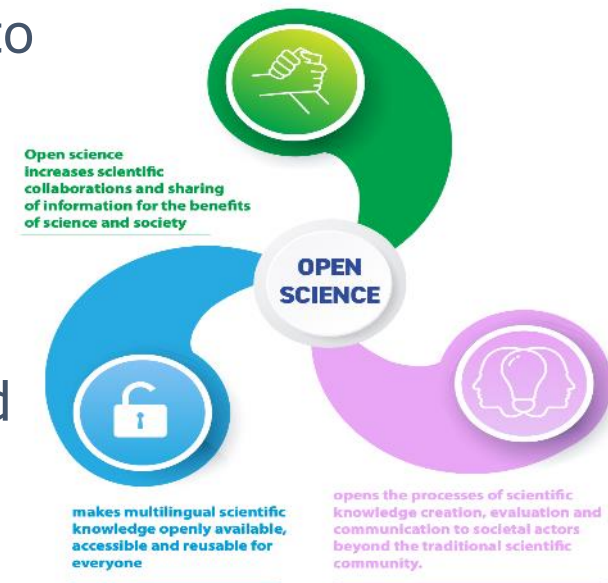 to
Open science
increases scientific
collaborations and sharing
of information for the benefits
of science and society
OPEN
SCIENCE
makes multilingual scientific
knowledge openly available,
accessible and reusable for
everyone
opens the processes of scientific
knowledge creation, evaluation and
communication to societal actors
beyond the traditional scientific
community.